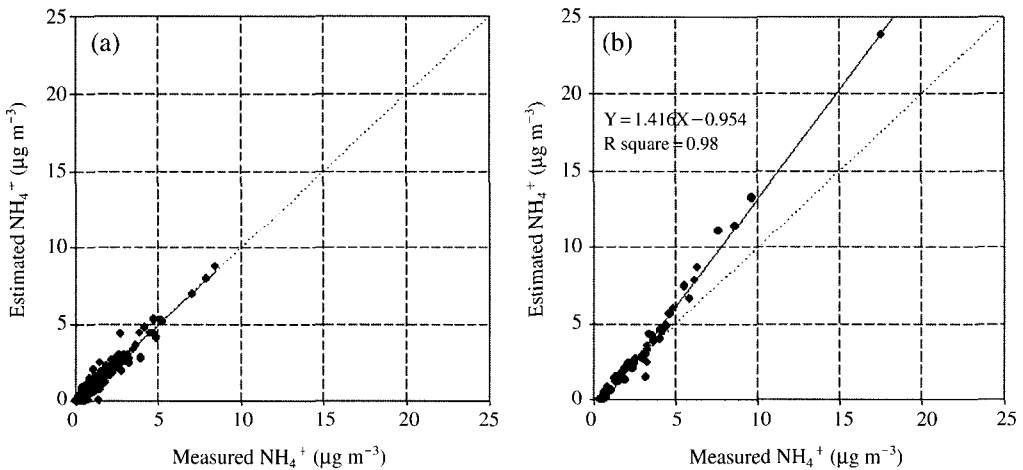 (a)
25
20
15
10
5
0
Estimated NH₄⁺ (μg m⁻³)
0 5 10 15 20 25
Measured NH₄⁺ (μg m⁻³)
(b)
25
20
15
10
5
0
Estimated NH₄⁺ (μg m⁻³)
Y=1.416X−0.954
R square=0.98
0 5 10 15 20 25
Measured NH₄⁺ (μg m⁻³)